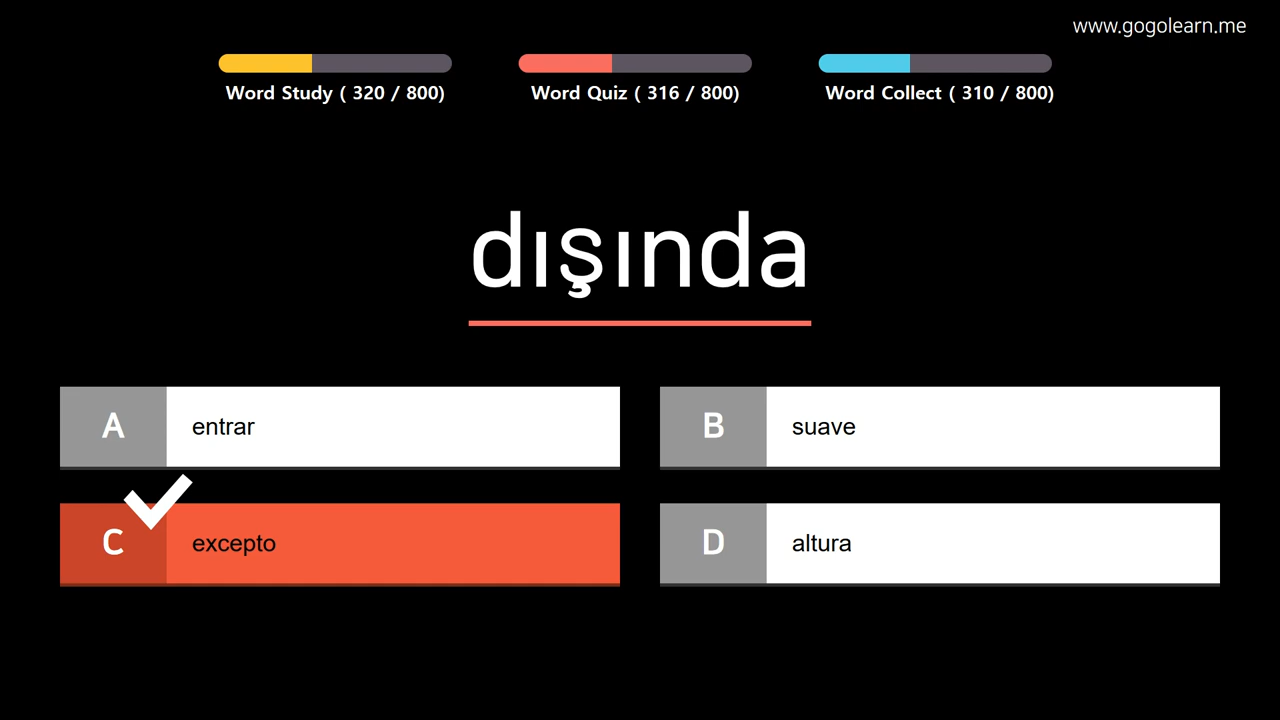 www.gogolearn.me
Word Study ( 320 / 800)
Word Quiz ( 316 / 800)
Word Collect ( 310 / 800)
dışında
A
entrar
B
suave
C
excepto
D
altura